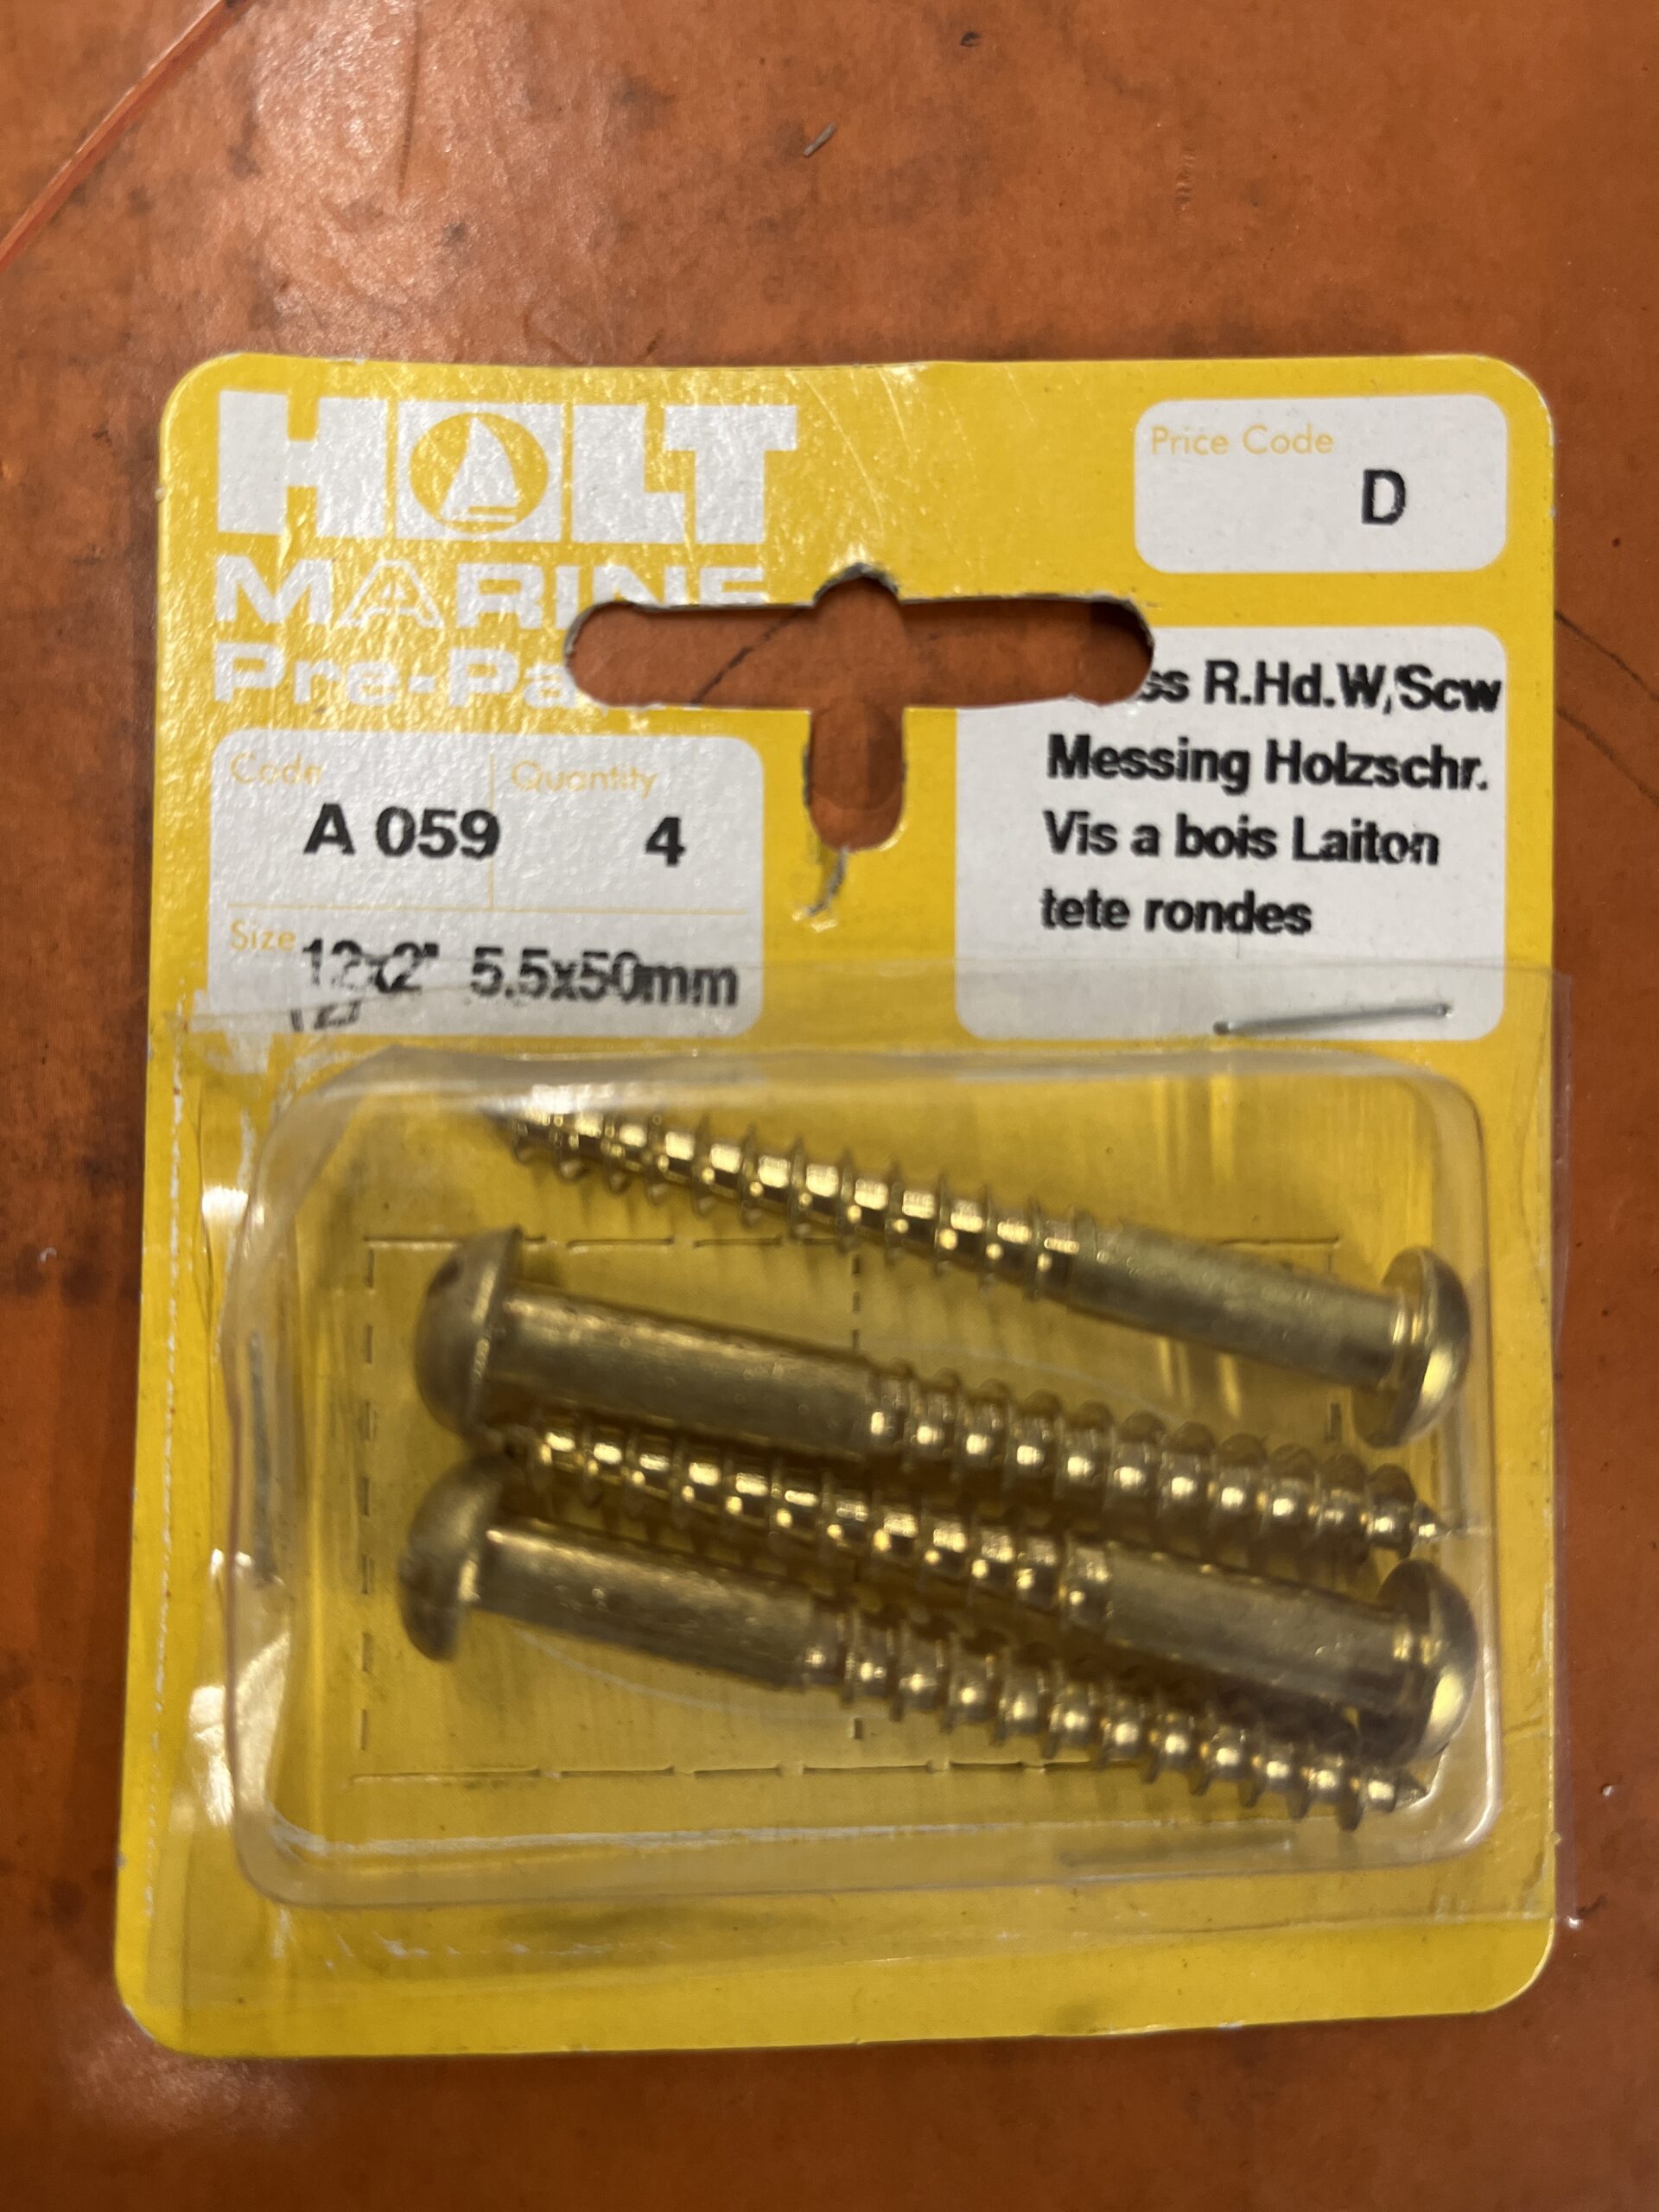 HOLT
MARINE
Price Code
D
R.Hd.W/Scw
Messing Holzschr.
Vis a bois Laiton
tete rondes
Code
A 059
Quantity
4
Size
12x2" 5.5x50mm